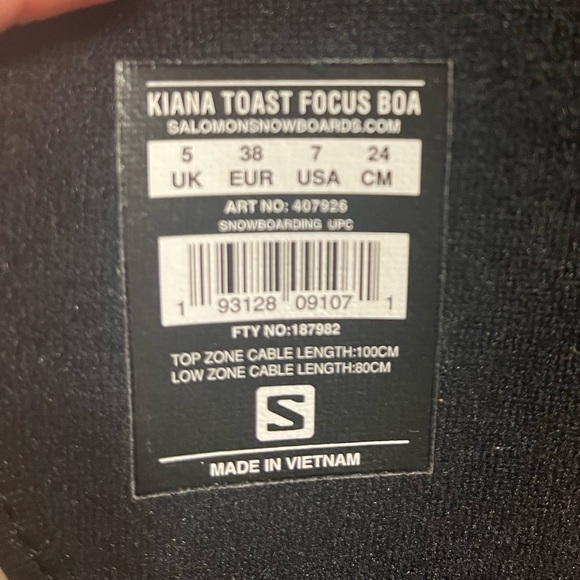 KIANA TOAST FOCUS BOA
SALOMONSNOWBOARDS.COM
5 38 7 24
UK EUR USA CM
ART NO: 407926
SNOWBOARDING UPC
1 93128 09107 1
FTY NO:187982
TOP ZONE CABLE LENGTH:100CM
LOW ZONE CABLE LENGTH:80CM
S
MADE IN VIETNAM